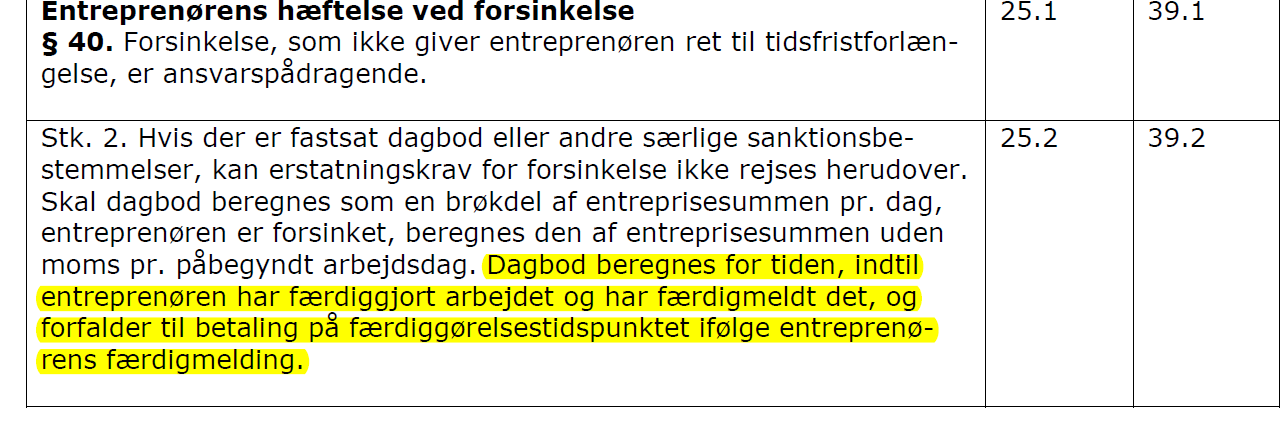 Entreprenørens hæftelse ved forsinkelse 25.1 39.1
§ 40. Forsinkelse, som ikke giver entreprenøren ret til tidsfristforlæn-
gelse, er ansvarspådragende.
Stk. 2. Hvis der er fastsat dagbod eller andre særlige sanktionsbe- 25.2 39.2
stemmelser, kan erstatningskrav for forsinkelse ikke rejses herudover.
Skal dagbod beregnes som en brøkdel af entreprisesummen pr. dag,
entreprenøren er forsinket, beregnes den af entreprisesummen uden
moms pr. påbegyndt arbejdsdag. Dagbod beregnes for tiden, indtil
entreprenøren har færdiggjort arbejdet og har færdigmeldt det, og
forfalder til betaling på færdiggørelsestidspunktet ifølge entreprenø-
rens færdigmelding.